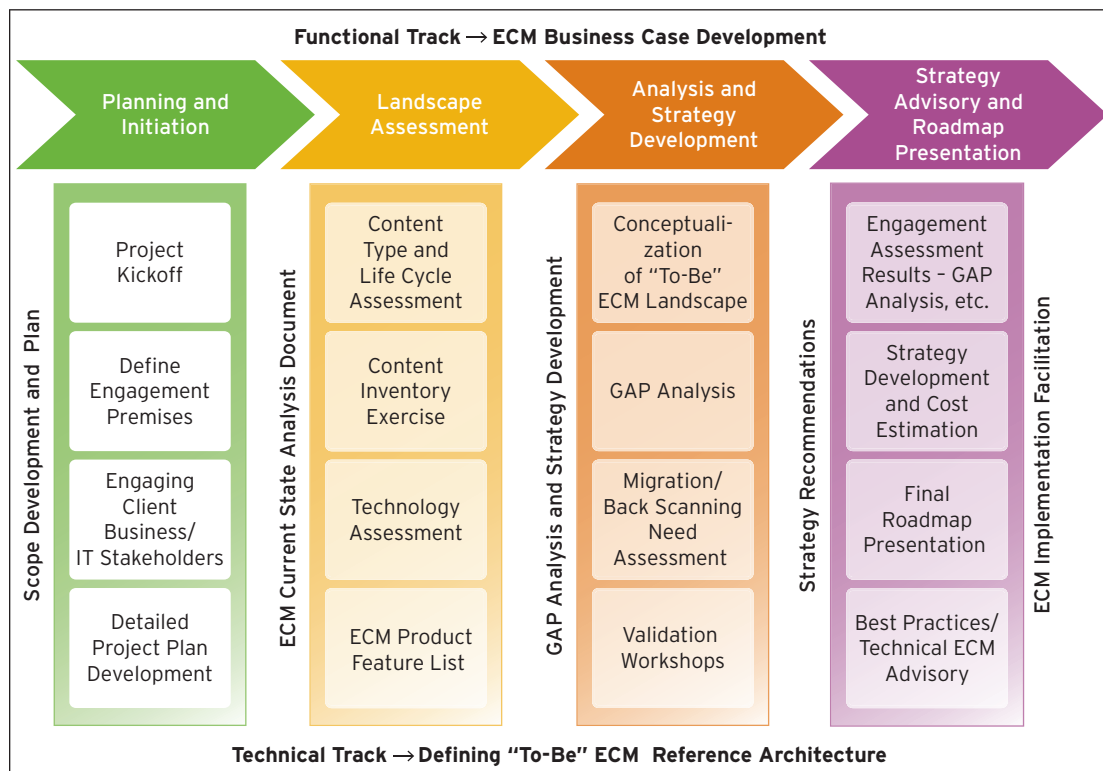 Functional Track → ECM Business Case Development
Planning and
Initiation
Landscape
Assessment
Analysis and
Strategy
Development
Strategy
Advisory and
Roadmap
Presentation
Scope Development and Plan
Project
Kickoff
Define
Engagement
Premises
Engaging
Client
Business/
IT Stakeholders
Detailed
Project Plan
Development
ECM Current State Analysis Document
Content
Type and
Life Cycle
Assessment
Content
Inventory
Exercise
Technology
Assessment
ECM Product
Feature List
GAP Analysis and Strategy Development
Conceptuali-
zation
of “To-Be”
ECM Landscape
GAP Analysis
Migration/
Back Scanning
Need
Assessment
Validation
Workshops
Strategy Recommendations
Engagement
Assessment
Results – GAP
Analysis, etc.
Strategy
Development
and Cost
Estimation
Final
Roadmap
Presentation
Best Practices/
Technical ECM
Advisory
ECM Implementation Facilitation
Technical Track → Defining “To-Be” ECM Reference Architecture